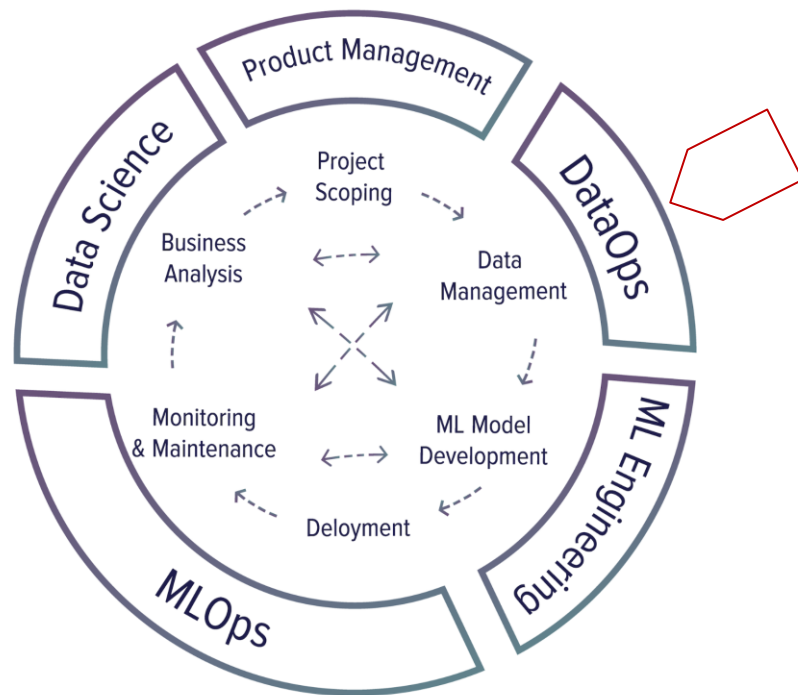 Product Management
Data Science
DataOps
Project
Scoping
Business
Analysis
Data
Management
Monitoring
& Maintenance
ML Model
Development
Deloyment
ML Engineering
MLOps